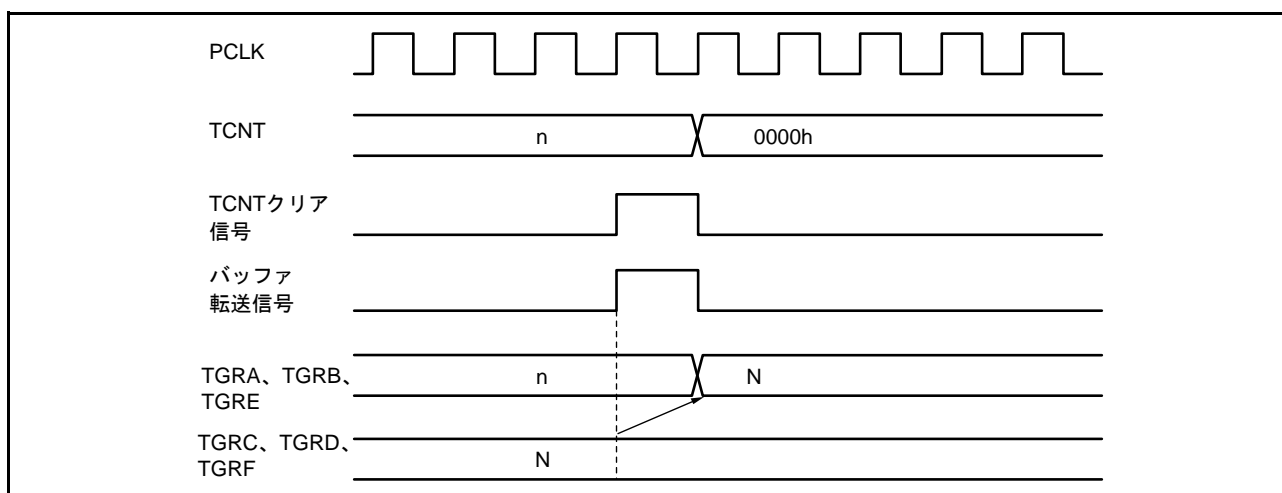 PCLK
TCNT
n
0000h
TCNTクリア
信号
バッファ
転送信号
TGRA、TGRB、
TGRE
n
N
TGRC、TGRD、
TGRF
N